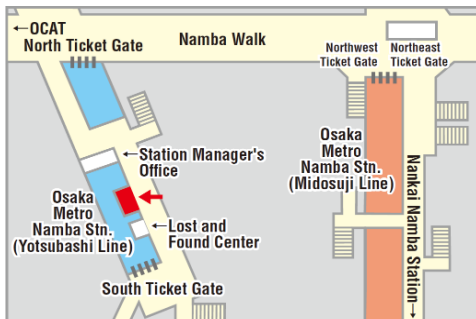 ←OCAT
North Ticket Gate
Namba Walk
Northwest
Ticket Gate
Northeast
Ticket Gate
←Station Manager's
Office
Osaka
Metro
Namba Stn.
(Midosuji Line)
Osaka
Metro
Namba Stn.
(Yotsubashi Line)
Lost and
Found Center
South Ticket Gate
Nankai Namba Station→